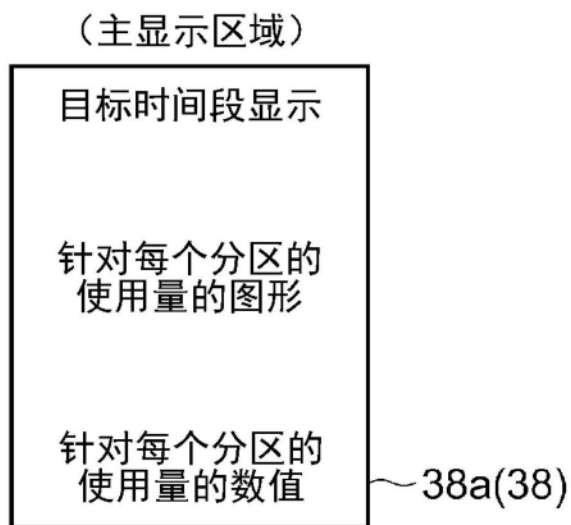 （主显示区域）
目标时间段显示
针对每个分区的
使用量的图形
针对每个分区的
使用量的数值
38a(38)